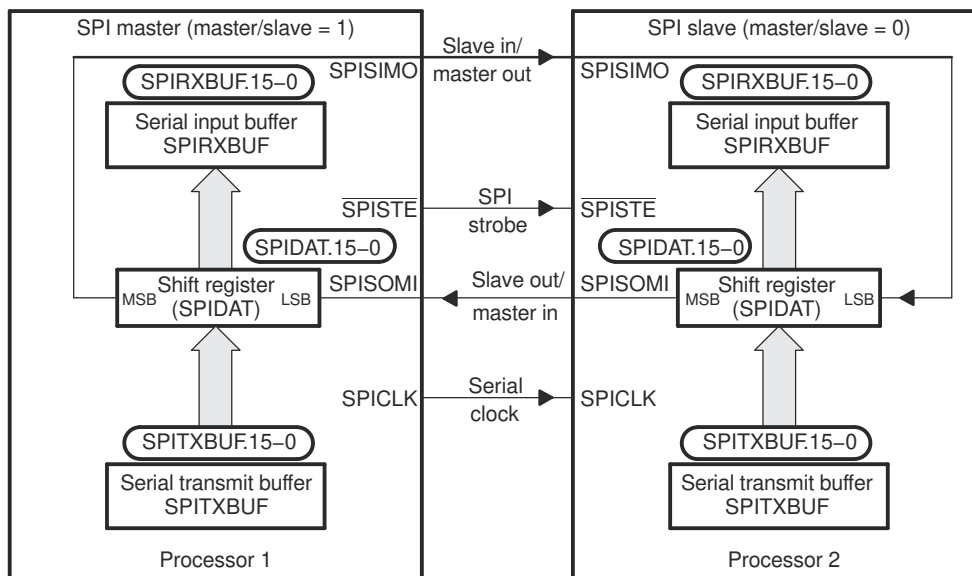 SPI master (master/slave = 1)
SPIRXBUF.15–0
Serial input buffer
SPIRXBUF
SPISIMO
SPISTE
SPIDAT.15–0
MSB
Shift register
(SPIDAT)
LSB
SPISOMI
SPICLK
SPITXBUF.15–0
Serial transmit buffer
SPITXBUF
Processor 1
Slave in/
master out
SPI
strobe
Slave out/
master in
Serial
clock
SPI slave (master/slave = 0)
SPISIMO
SPIRXBUF.15–0
Serial input buffer
SPIRXBUF
SPISTE
SPIDAT.15–0
SPISOMI
MSB
Shift register
(SPIDAT)
LSB
SPICLK
SPITXBUF.15–0
Serial transmit buffer
SPITXBUF
Processor 2